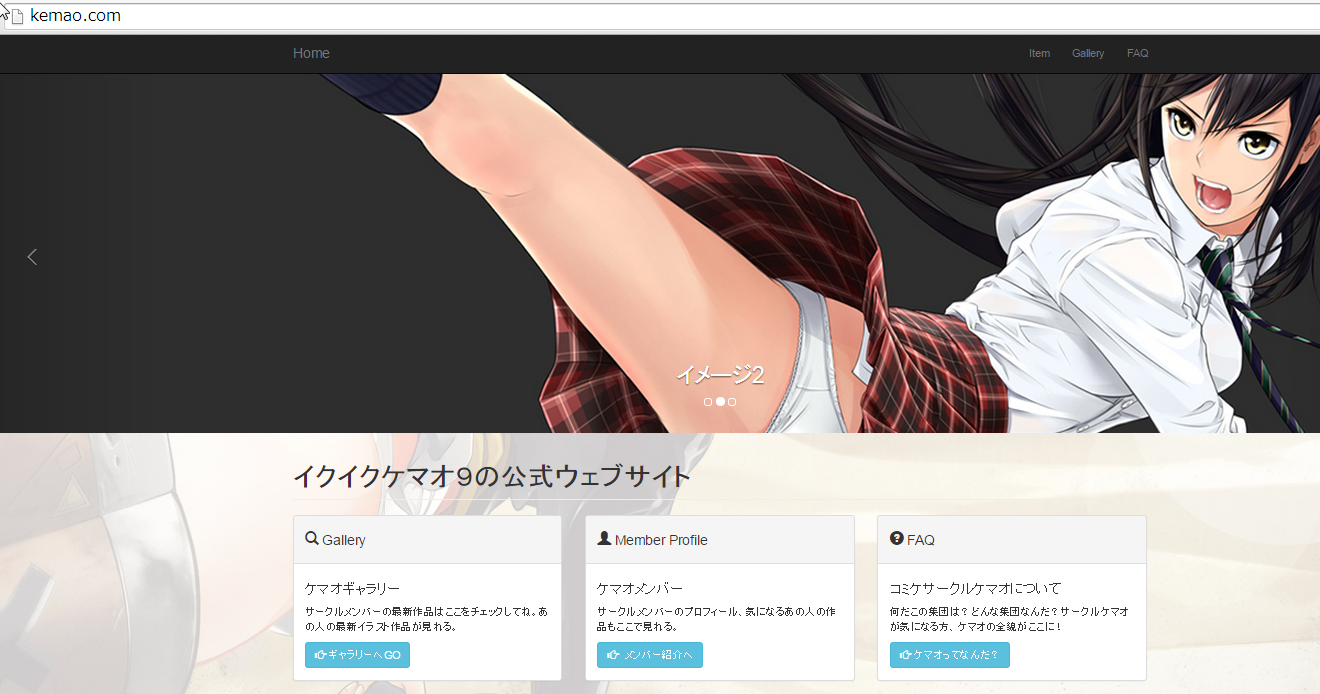 kemao.com
Home Item Gallery FAQ
イメージ2
イクイクケマオ9の公式ウェブサイト
Gallery
ケマオギャラリー
サークルメンバーの最新作品はここをチェックしてね。あ
の人の最新イラスト作品が見れる。
ギャラリーへGO
Member Profile
ケマオメンバー
サークルメンバーのプロフィール、気になるあの人の作
品もここで見れる。
メンバー紹介へ
FAQ
コミケサークルケマオについて
何だこの集団は？どんな集団なんだ？サークルケマオ
が気になる方、ケマオの全貌がここに！
ケマオってなんだ？